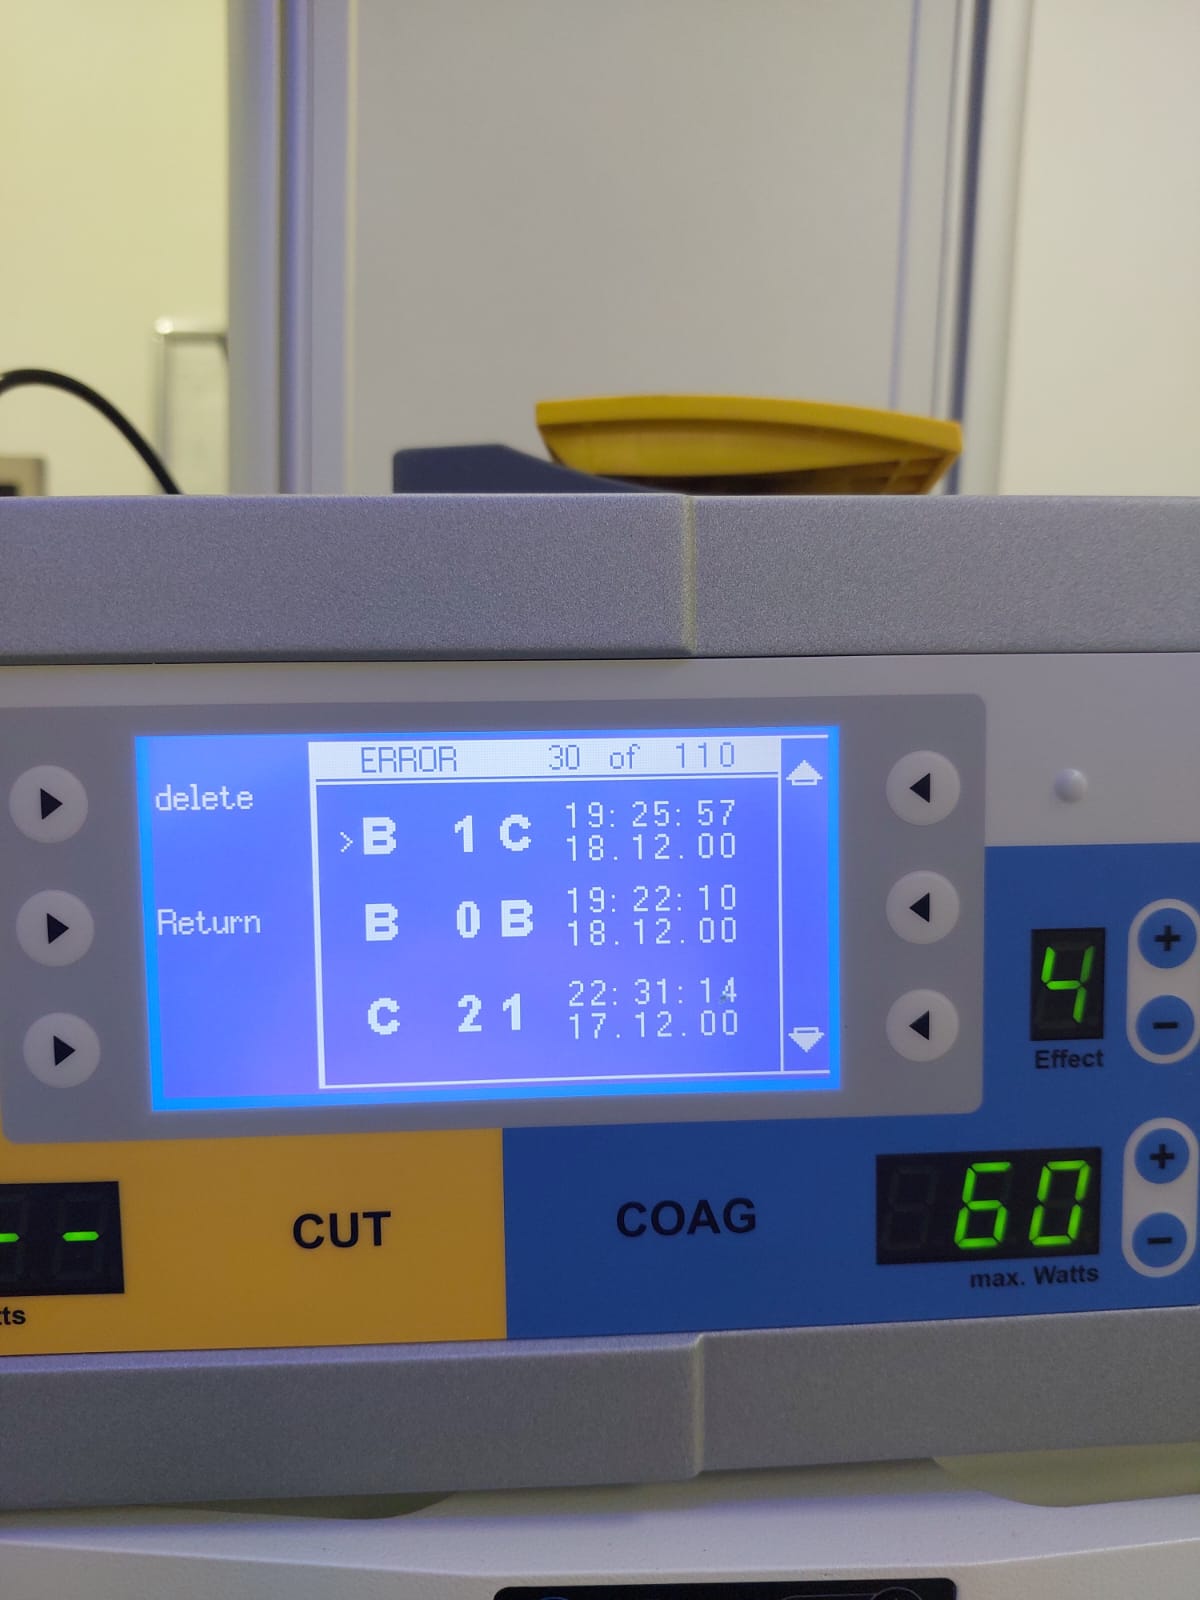 ERROR 30 of 110
delete
>B 1C 19:25:57
18.12.00
Return
B 0B 19:22:10
18.12.00
C 21 22:31:14
17.12.00
4
+
-
Effect
CUT
COAG
60
+
-
max. Watts
- -
tts